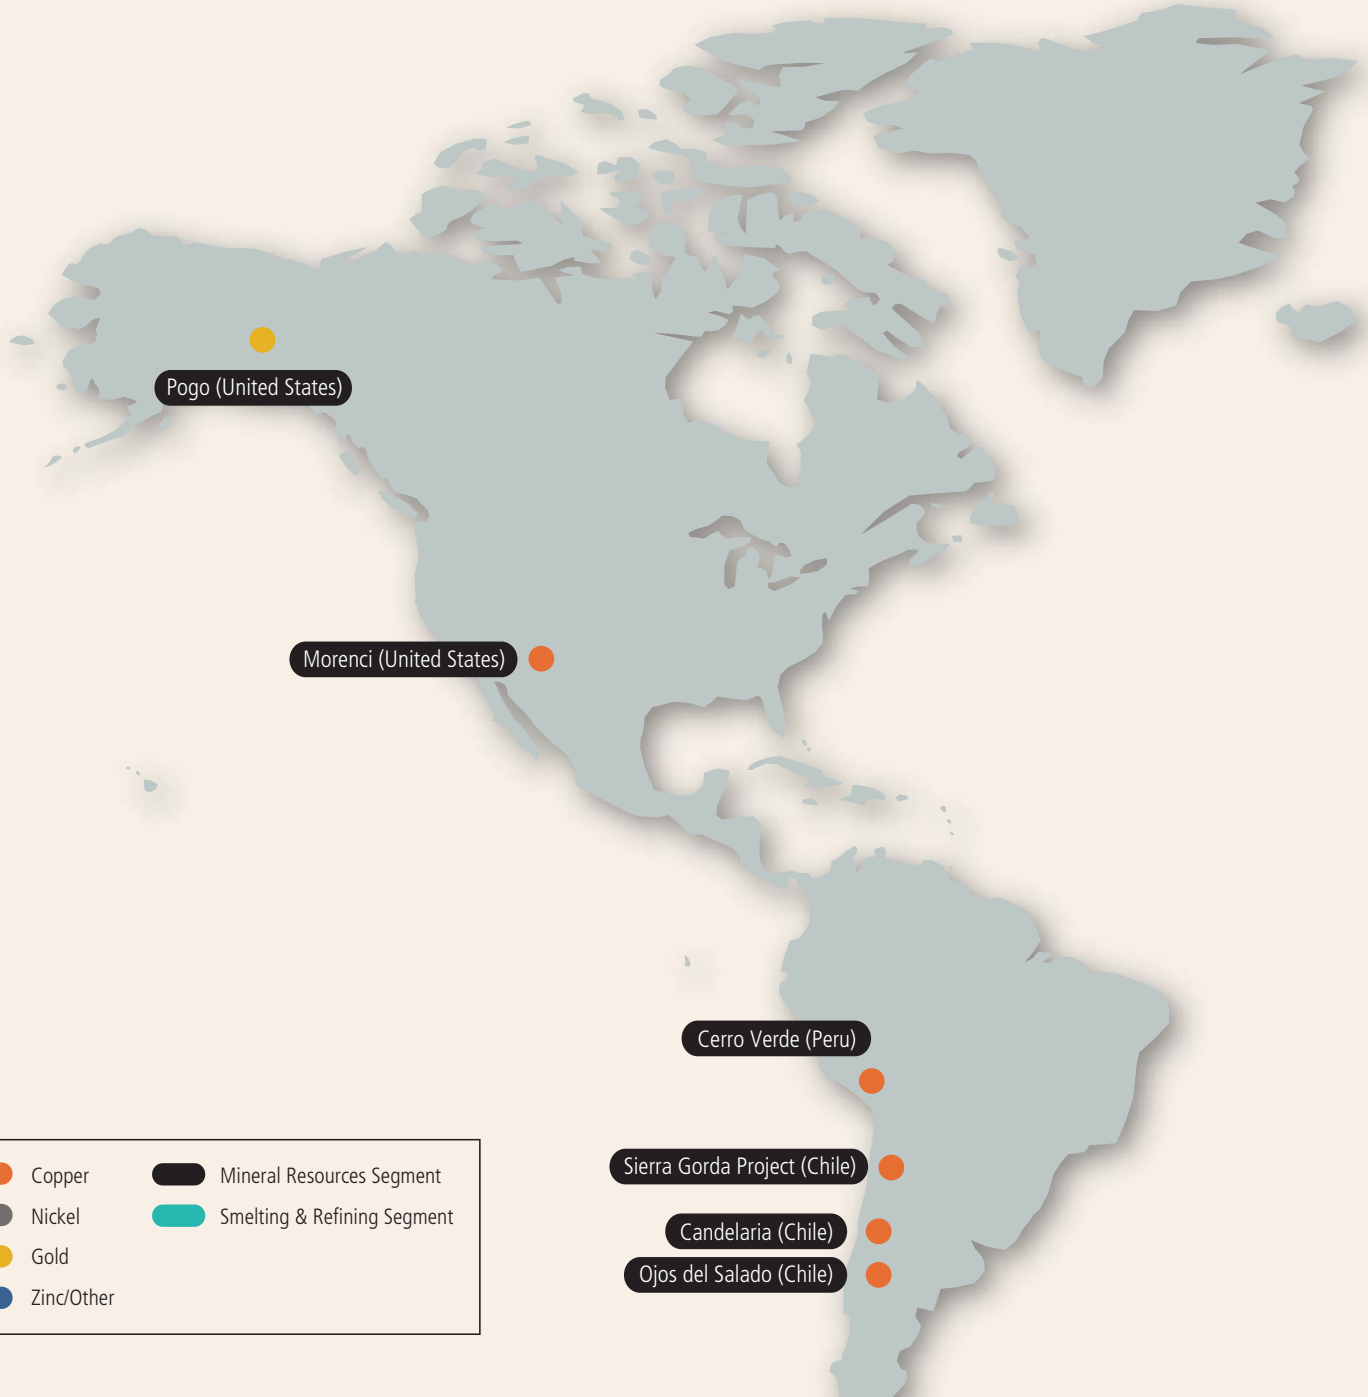 Pogo (United States)
Morenci (United States)
Cerro Verde (Peru)
Sierra Gorda Project (Chile)
Candelaria (Chile)
Ojos del Salado (Chile)
Copper
Nickel
Gold
Zinc/Other
Mineral Resources Segment
Smelting & Refining Segment